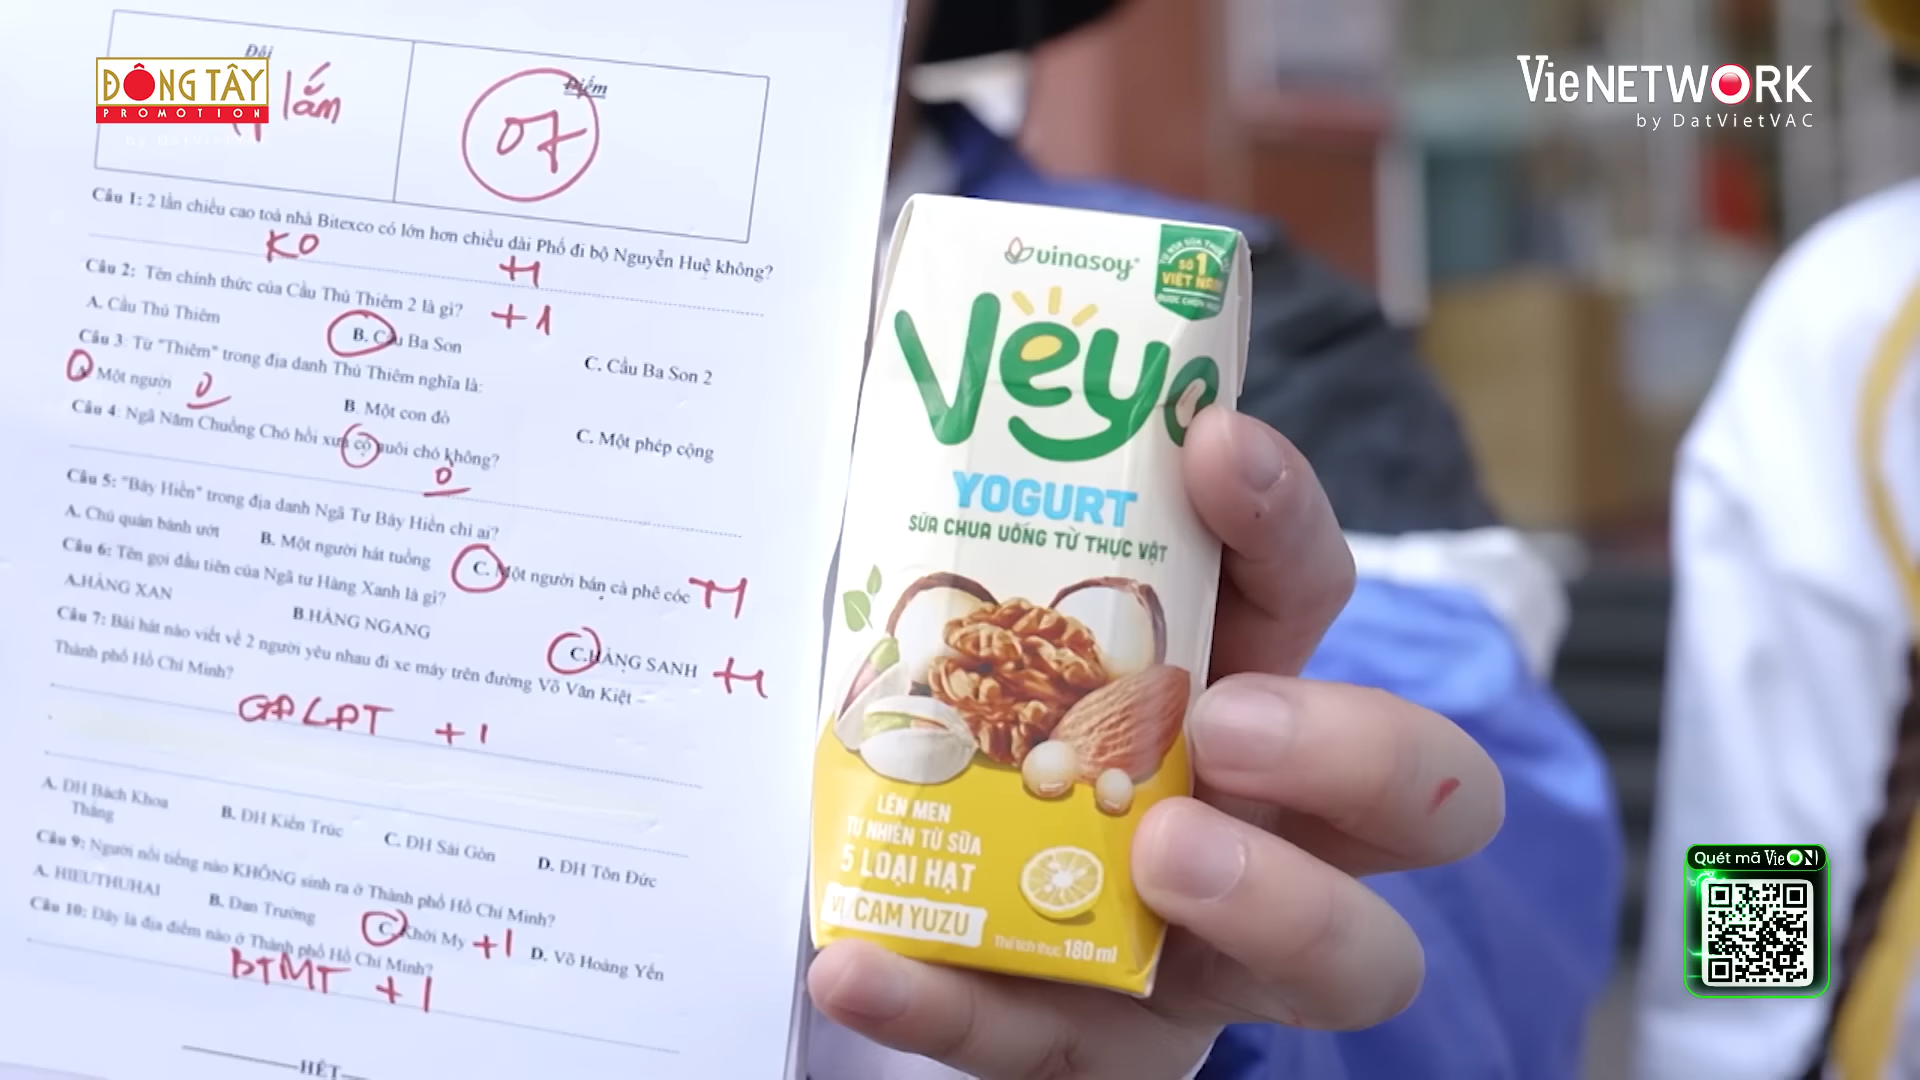 ĐÔNG TÂY
PROMOTION
by DatVietVAC
VieNETWORK
by DatVietVAC
Đội
lắm
Điểm
07
Câu 1: 2 lần chiều cao toà nhà Bitexco có lớn hơn chiều dài Phố đi bộ Nguyễn Huệ không?
KO +1
Câu 2: Tên chính thức của Cầu Thủ Thiêm 2 là gì? +1
A. Cầu Thủ Thiêm
B. Cầu Ba Son
C. Cầu Ba Son 2
Câu 3: Từ "Thiêm" trong địa danh Thủ Thiêm nghĩa là:
A. Một người 0
B. Một con đò
C. Một phép cộng
Câu 4: Ngã Năm Chuồng Chó hồi xưa có nuôi chó không?
0
Câu 5: "Bảy Hiền" trong địa danh Ngã Tư Bảy Hiền chỉ ai?
A. Chủ quán bánh ướt
B. Một người hát tuồng
C. Một người bán cà phê cóc +1
Câu 6: Tên gọi đầu tiên của Ngã tư Hàng Xanh là gì?
A.HÀNG XAN
B.HÀNG NGANG
C.HÀNG SANH +1
Câu 7: Bài hát nào viết về 2 người yêu nhau đi xe máy trên đường Võ Văn Kiệt –
Thành phố Hồ Chí Minh?
GĐLĐT +1
A. ĐH Bách Khoa
B. ĐH Kiến Trúc
C. ĐH Sài Gòn
D. ĐH Tôn Đức
Thắng
Câu 9: Người nổi tiếng nào KHÔNG sinh ra ở Thành phố Hồ Chí Minh?
A. HIEUTHUHAI
B. Đan Trường
C. Khởi My +1
D. Võ Hoàng Yến
Câu 10: Đây là địa điểm nào ở Thành phố Hồ Chí Minh?
BTMT +1
HẾT
vinasoy
SỐ 1
VIỆT NAM
Veyo
YOGURT
SỮA CHUA UỐNG TỪ THỰC VẬT
LÊN MEN
TỰ NHIÊN TỪ SỮA
5 LOẠI HẠT
VỊ CAM YUZU
Thể tích thực 180 ml
Quét mã VieON